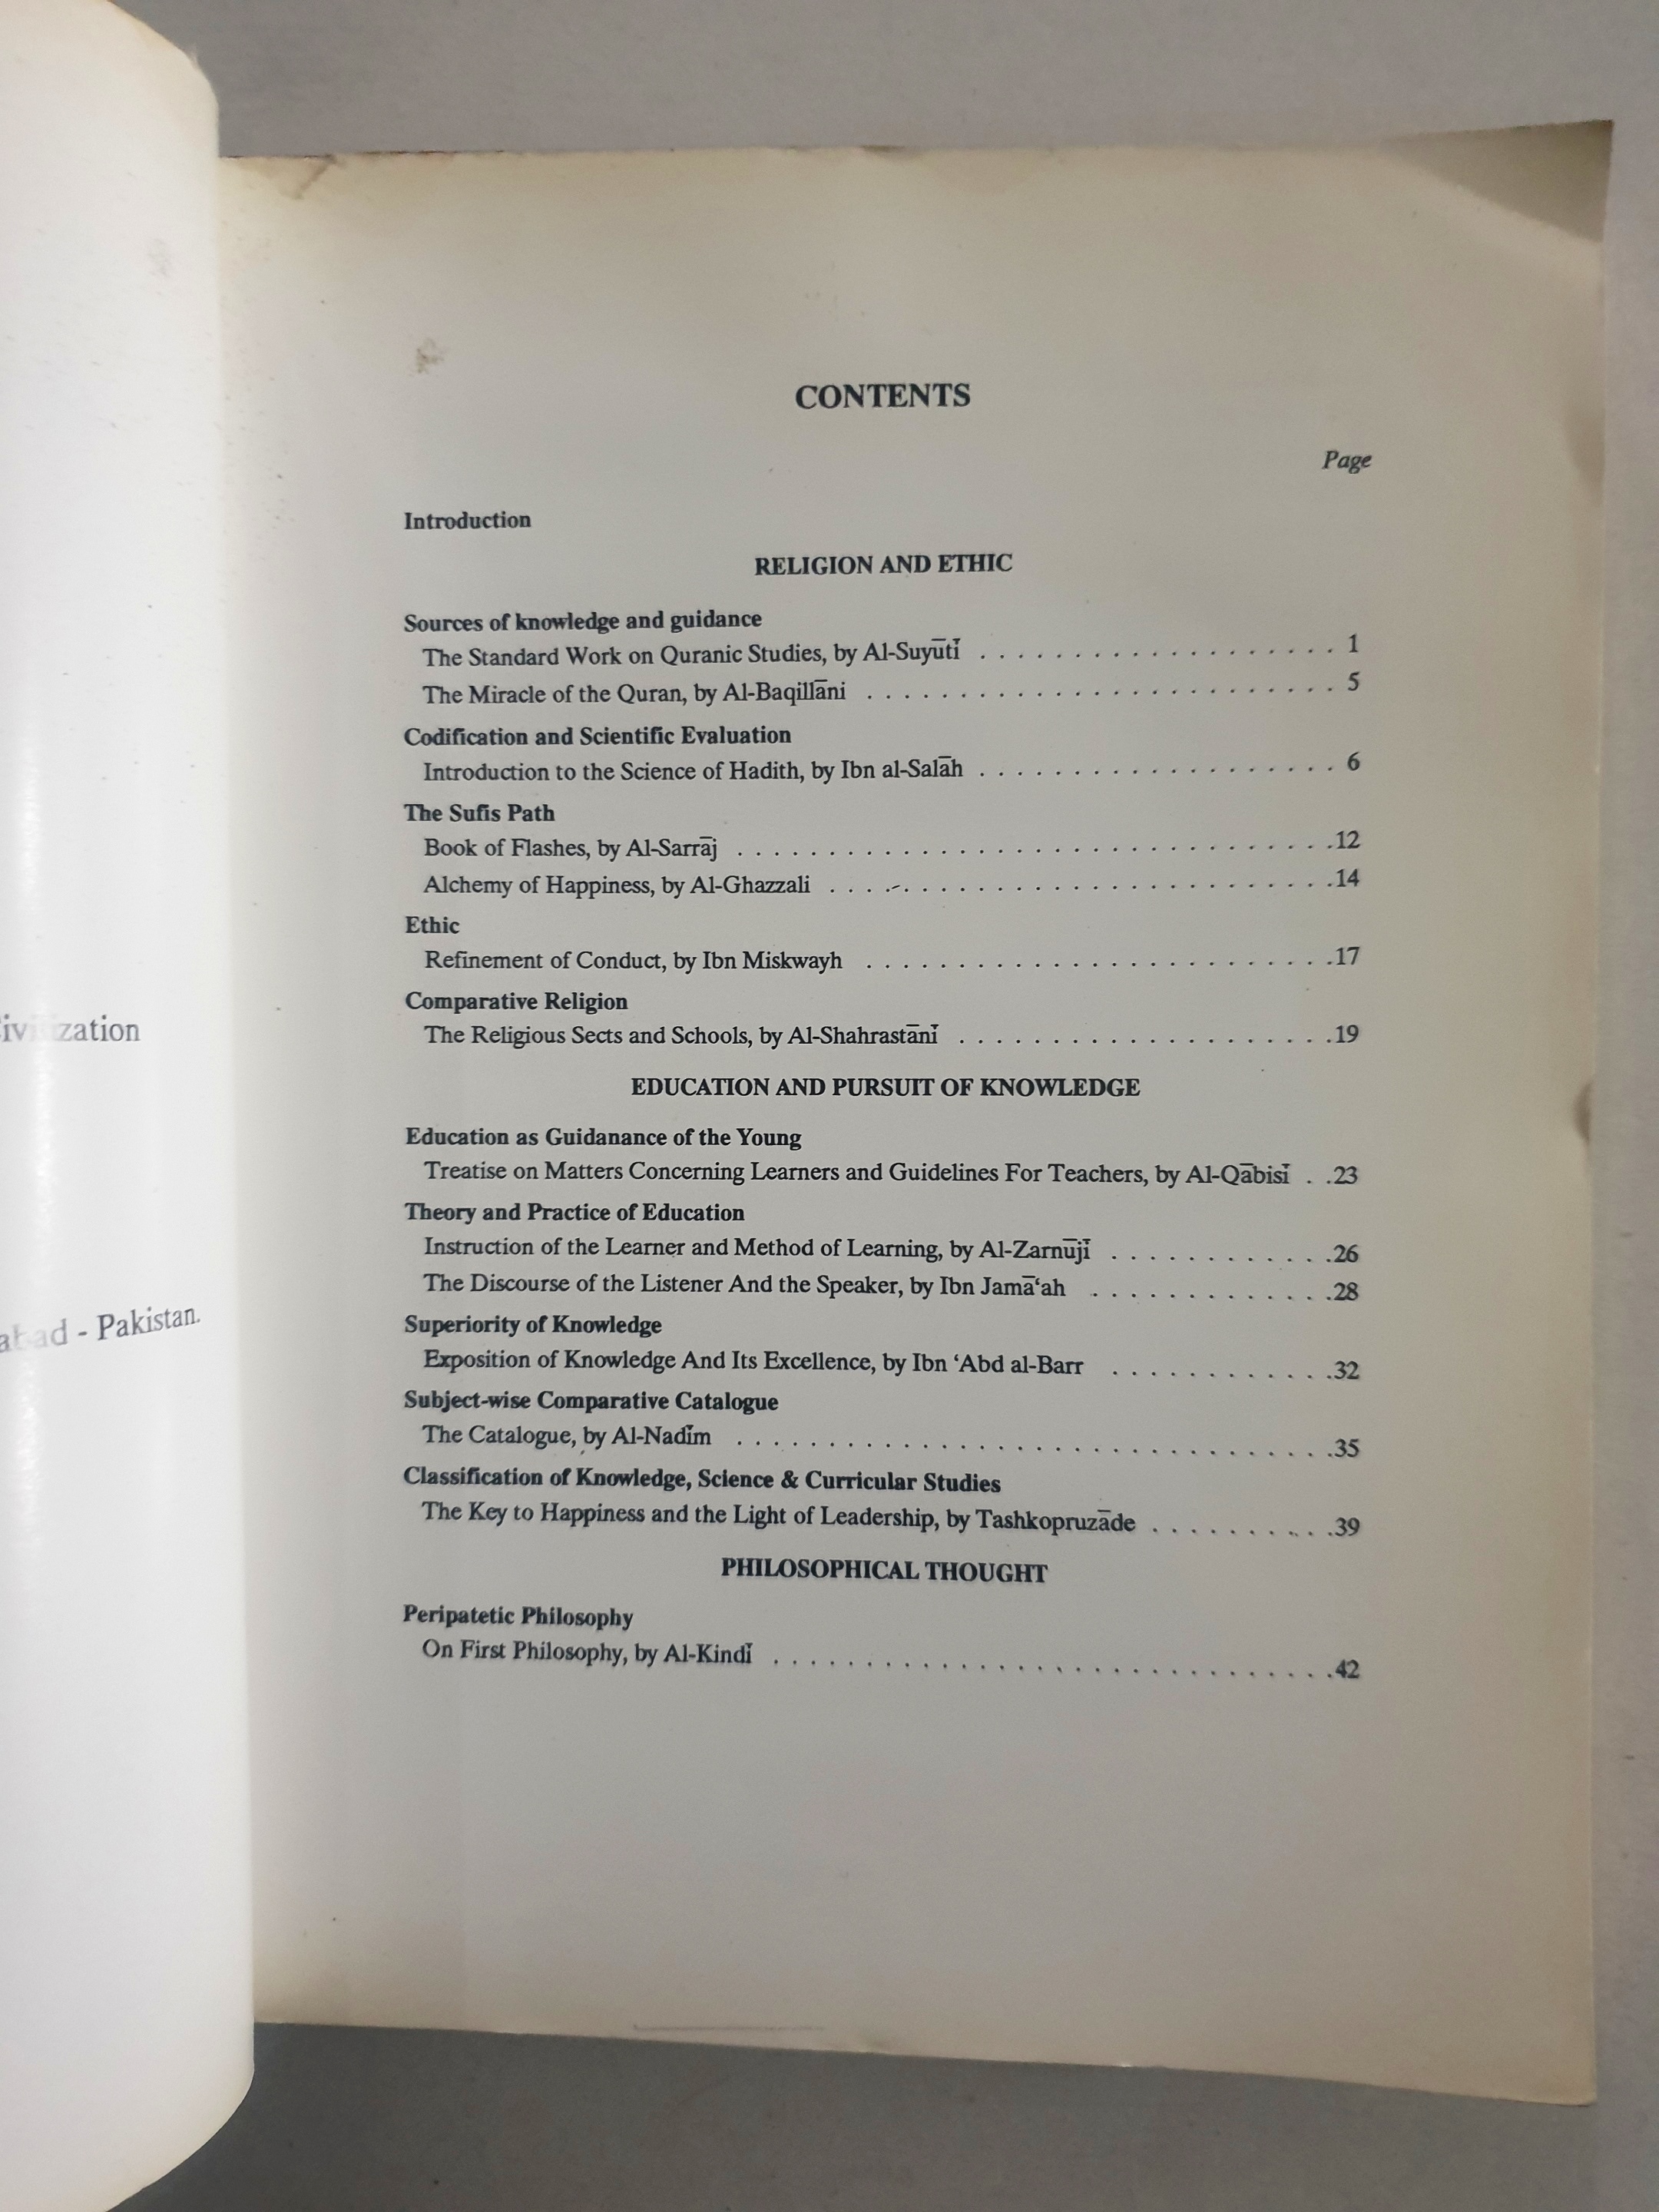 ivilization
abad - Pakistan.
CONTENTS
Page
Introduction
RELIGION AND ETHIC
Sources of knowledge and guidance
The Standard Work on Quranic Studies, by Al-Suyūtī . . . . . . . . . . . . . . . . . . . 1
The Miracle of the Quran, by Al-Baqillāni . . . . . . . . . . . . . . . . . . . . . . . . . 5
Codification and Scientific Evaluation
Introduction to the Science of Hadith, by Ibn al-Salāh . . . . . . . . . . . . . . . . . . . 6
The Sufis Path
Book of Flashes, by Al-Sarrāj . . . . . . . . . . . . . . . . . . . . . . . . . . . . . . . .12
Alchemy of Happiness, by Al-Ghazzali . . . . . . . . . . . . . . . . . . . . . . . . . . .14
Ethic
Refinement of Conduct, by Ibn Miskwayh . . . . . . . . . . . . . . . . . . . . . . . . .17
Comparative Religion
The Religious Sects and Schools, by Al-Shahrastānī . . . . . . . . . . . . . . . . . . . .19
EDUCATION AND PURSUIT OF KNOWLEDGE
Education as Guidanance of the Young
Treatise on Matters Concerning Learners and Guidelines For Teachers, by Al-Qābisī . .23
Theory and Practice of Education
Instruction of the Learner and Method of Learning, by Al-Zarnūjī . . . . . . . . . . . .26
The Discourse of the Listener And the Speaker, by Ibn Jamā‘ah . . . . . . . . . . . . .28
Superiority of Knowledge
Exposition of Knowledge And Its Excellence, by Ibn ‘Abd al-Barr . . . . . . . . . . . .32
Subject-wise Comparative Catalogue
The Catalogue, by Al-Nadīm . . . . . . . . . . . . . . . . . . . . . . . . . . . . . . . .35
Classification of Knowledge, Science & Curricular Studies
The Key to Happiness and the Light of Leadership, by Tashkopruzāde . . . . . . . . . .39
PHILOSOPHICAL THOUGHT
Peripatetic Philosophy
On First Philosophy, by Al-Kindī . . . . . . . . . . . . . . . . . . . . . . . . . . . . . .42